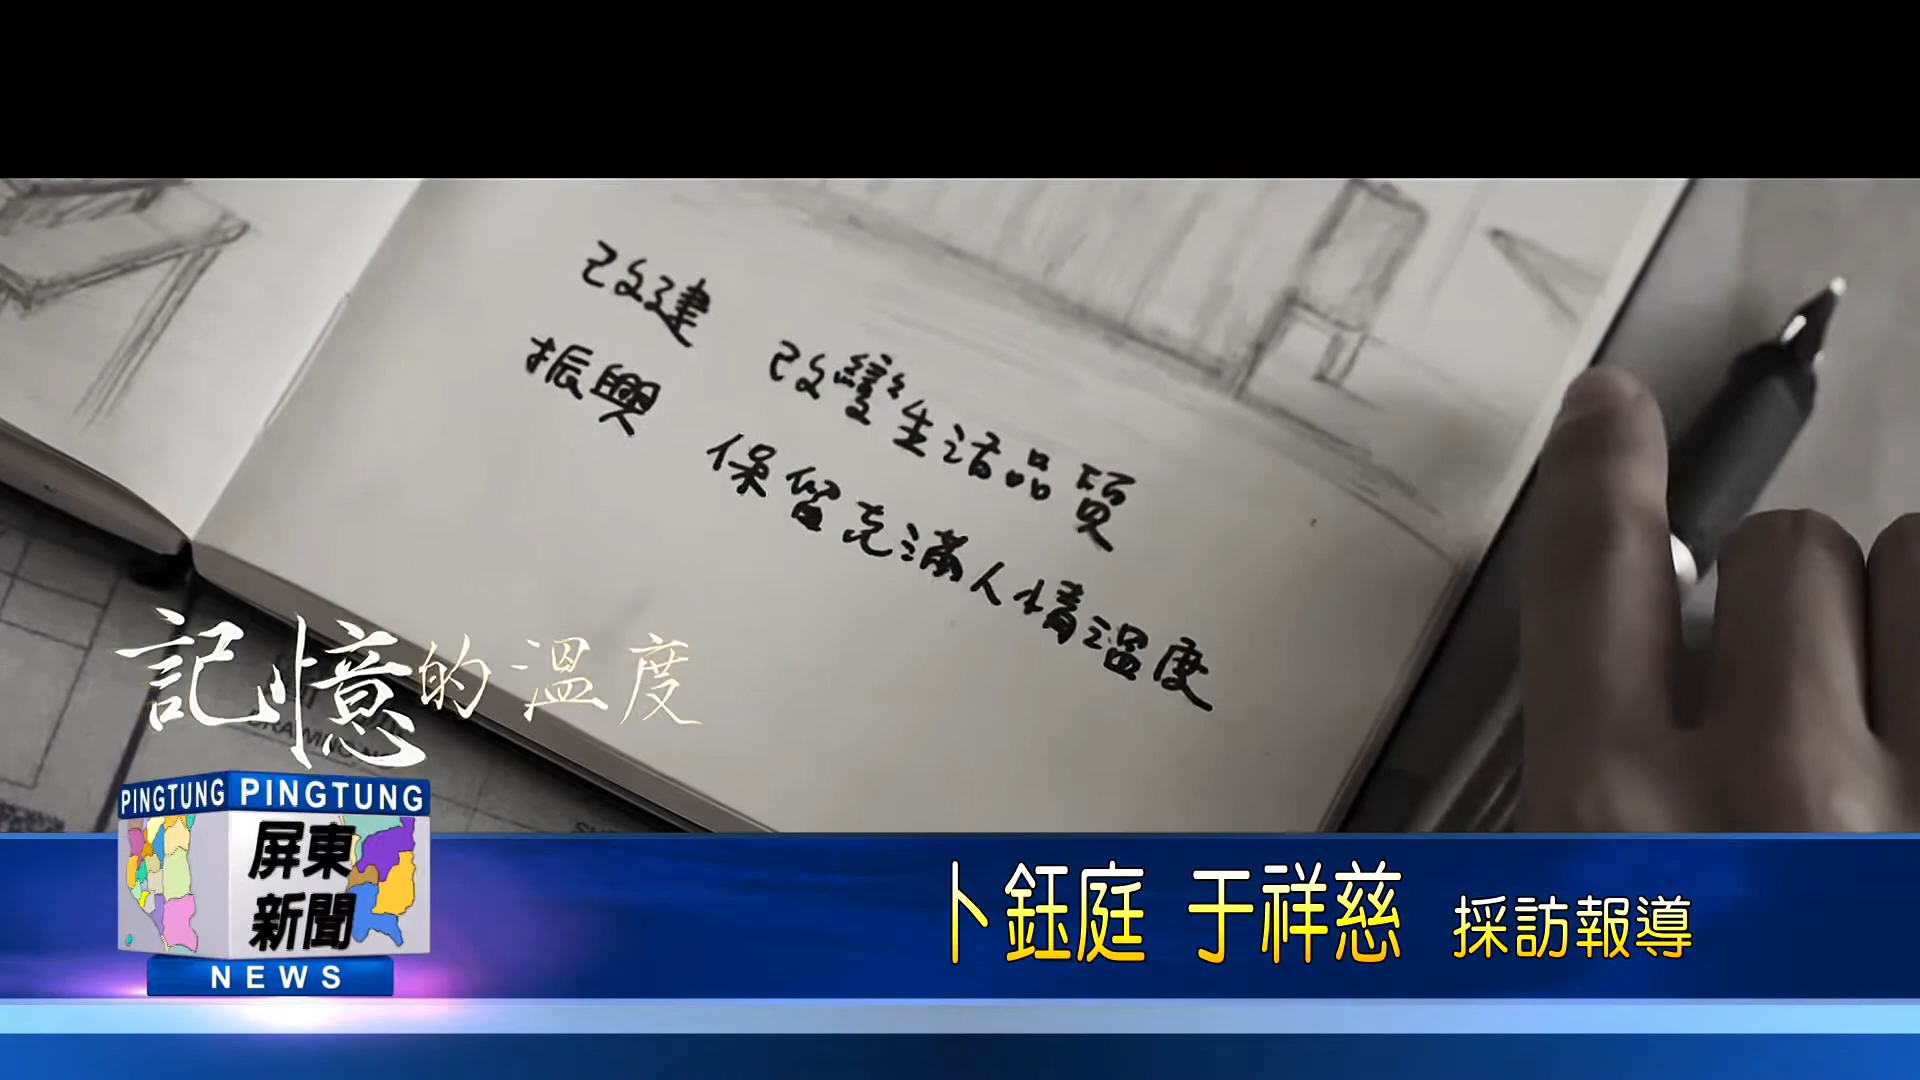 改建 改變生活品質
振興 保留充滿人情溫度
記憶的溫度
PINGTUNG PINGTUNG
屏東
新聞
NEWS
卜鈺庭 于祥慈 採訪報導